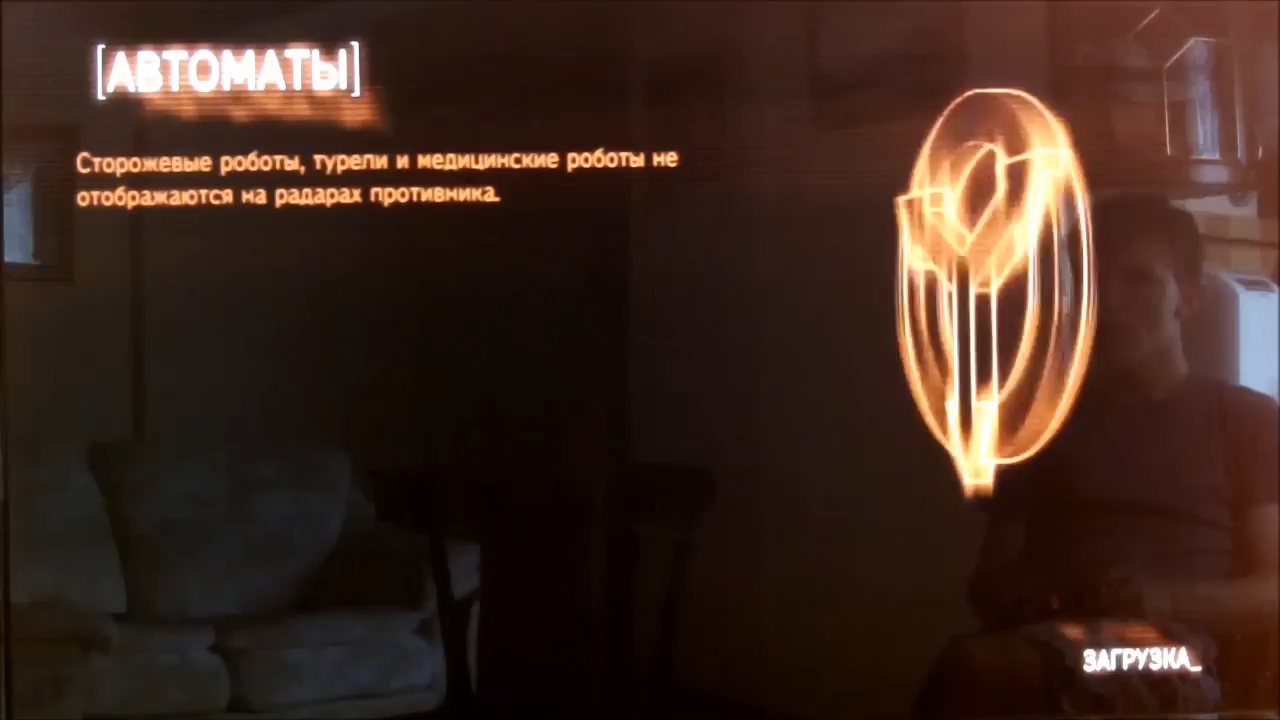 [АВТОМАТЫ]
Сторожевые роботы, турели и медицинские роботы не
отображаются на радарах противника.
ЗАГРУЗКА_